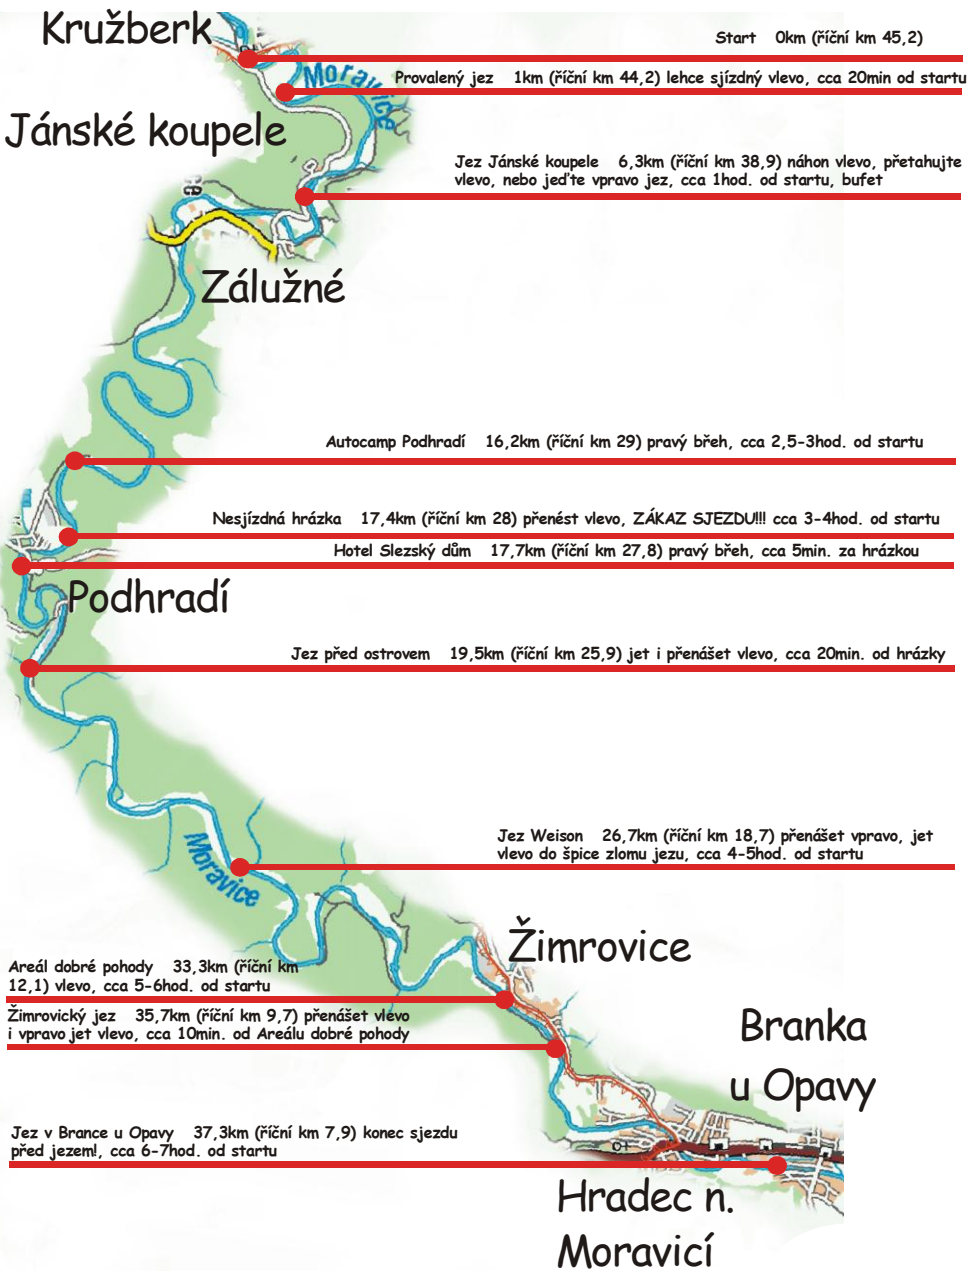 Kružberk
Start 0km (říční km 45,2)
Moravice
Provalený jez 1km (říční km 44,2) lehce sjízdný vlevo, cca 20min od startu
Jánské koupele
Jez Jánské koupele 6,3km (říční km 38,9) náhon vlevo, přetahujte
vlevo, nebo jeďte vpravo jez, cca 1hod. od startu, bufet
Zálužné
Autocamp Podhradí 16,2km (říční km 29) pravý břeh, cca 2,5-3hod. od startu
Nesjízdná hrázka 17,4km (říční km 28) přenést vlevo, ZÁKAZ SJEZDU!!! cca 3-4hod. od startu
Hotel Slezský dům 17,7km (říční km 27,8) pravý břeh, cca 5min. za hrázkou
Podhradí
Jez před ostrovem 19,5km (říční km 25,9) jet i přenášet vlevo, cca 20min. od hrázky
Jez Weison 26,7km (říční km 18,7) přenášet vpravo, jet
vlevo do špice zlomu jezu, cca 4-5hod. od startu
Moravice
Žimrovice
Areál dobré pohody 33,3km (říční km
12,1) vlevo, cca 5-6hod. od startu
Žimrovický jez 35,7km (říční km 9,7) přenášet vlevo
i vpravo jet vlevo, cca 10min. od Areálu dobré pohody
Branka
u Opavy
Jez v Brance u Opavy 37,3km (říční km 7,9) konec sjezdu
před jezem!, cca 6-7hod. od startu
Hradec n.
Moravicí